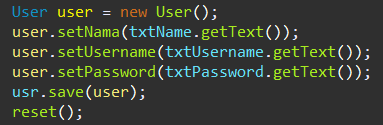 User user = new User();
user.setNama(txtName.getText());
user.setUsername(txtUsername.getText());
user.setPassword(txtPassword.getText());
usr.save(user);
reset();